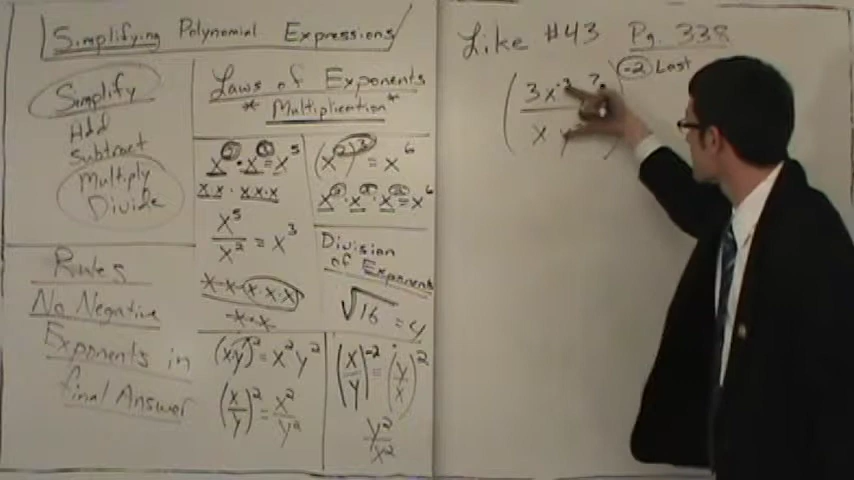 Simplifying Polynomial Expressions
Simplify
Add
Subtract
Multiply
Divide
Laws of Exponents
* Multiplication *
x² · x³ = x⁵
x x · x x x
x⁵/x² = x³
(x²)³ = x⁶
x² · x² · x² = x⁶
Division
of Exponents
√16 = 4
Rules
No Negative
Exponents in
final Answer
(xy)² = x²y²
(x/y)² = x²/y²
(x/y)⁻² = (y/x)²
y²/x²
Like #43 Pg. 338
-2 Last
3x⁻³
x y